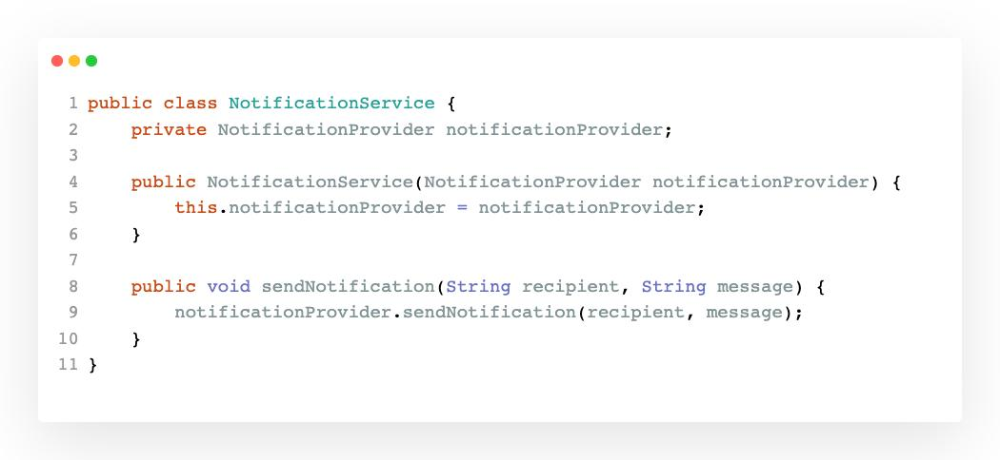 1 public class NotificationService {
2     private NotificationProvider notificationProvider;
3
4     public NotificationService(NotificationProvider notificationProvider) {
5         this.notificationProvider = notificationProvider;
6     }
7
8     public void sendNotification(String recipient, String message) {
9         notificationProvider.sendNotification(recipient, message);
10     }
11 }